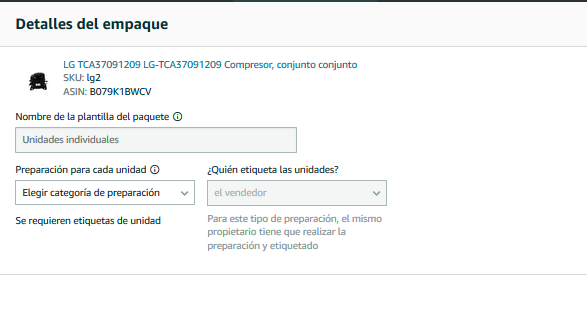 Detalles del empaque
LG TCA37091209 LG-TCA37091209 Compresor, conjunto conjunto
SKU: lg2
ASIN: B079K1BWCV
Nombre de la plantilla del paquete
Unidades individuales
Preparación para cada unidad
¿Quién etiqueta las unidades?
Elegir categoría de preparación
el vendedor
Se requieren etiquetas de unidad
Para este tipo de preparación, el mismo
propietario tiene que realizar la
preparación y etiquetado